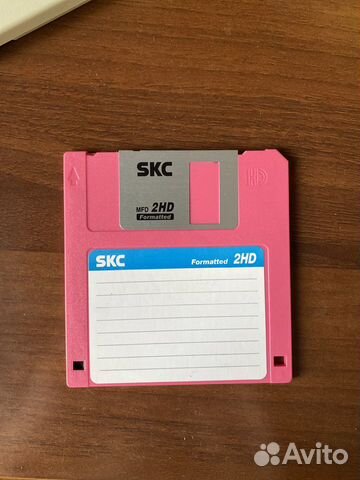 SKC
HD
MFD 2HD
Formatted
SKC Formatted 2HD
Avito